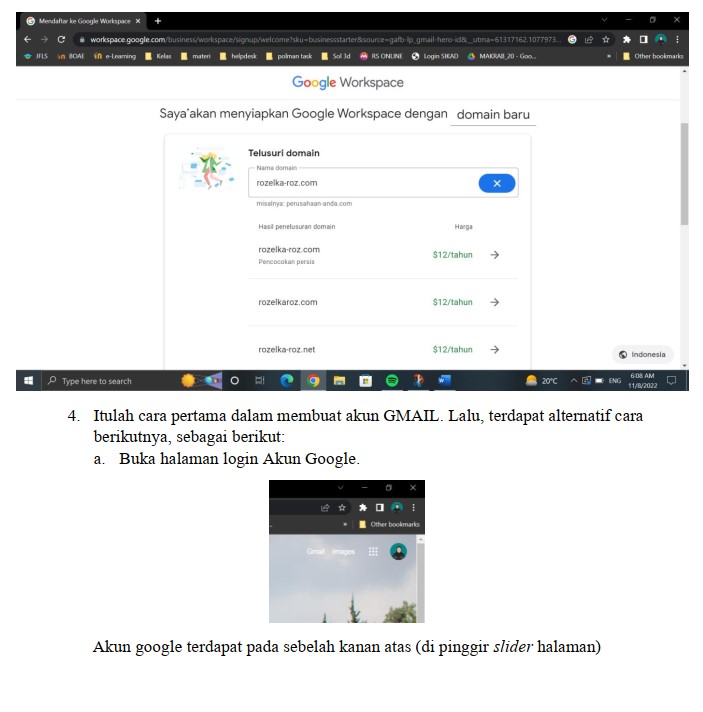 Mendaftar ke Google Workspace
workspace.google.com/business/workspace/signup/welcome?sku=businessstarter&source=gafb-lp_gmail-hero-id&_utma=61317162.1077973...
JFLS BOAE e-Learning Kelas materi helpdesk polman task Sol 3d RS ONLINE Login SIKAD MAKRAB_20 - Goo... » Other bookmarks
Google Workspace
Saya akan menyiapkan Google Workspace dengan domain baru
Telusuri domain
Nama domain
rozelka-roz.com
misalnya: perusahaan-anda.com
Hasil penelusuran domain Harga
rozelka-roz.com
Pencocokan persis
$12/tahun
rozelkaroz.com $12/tahun
rozelka-roz.net $12/tahun
Indonesia
Type here to search
20°C ENG
6:08 AM
11/8/2022
4. Itulah cara pertama dalam membuat akun GMAIL. Lalu, terdapat alternatif cara
berikutnya, sebagai berikut:
a. Buka halaman login Akun Google.
» Other bookmarks
Gmail Images
Akun google terdapat pada sebelah kanan atas (di pinggir slider halaman)